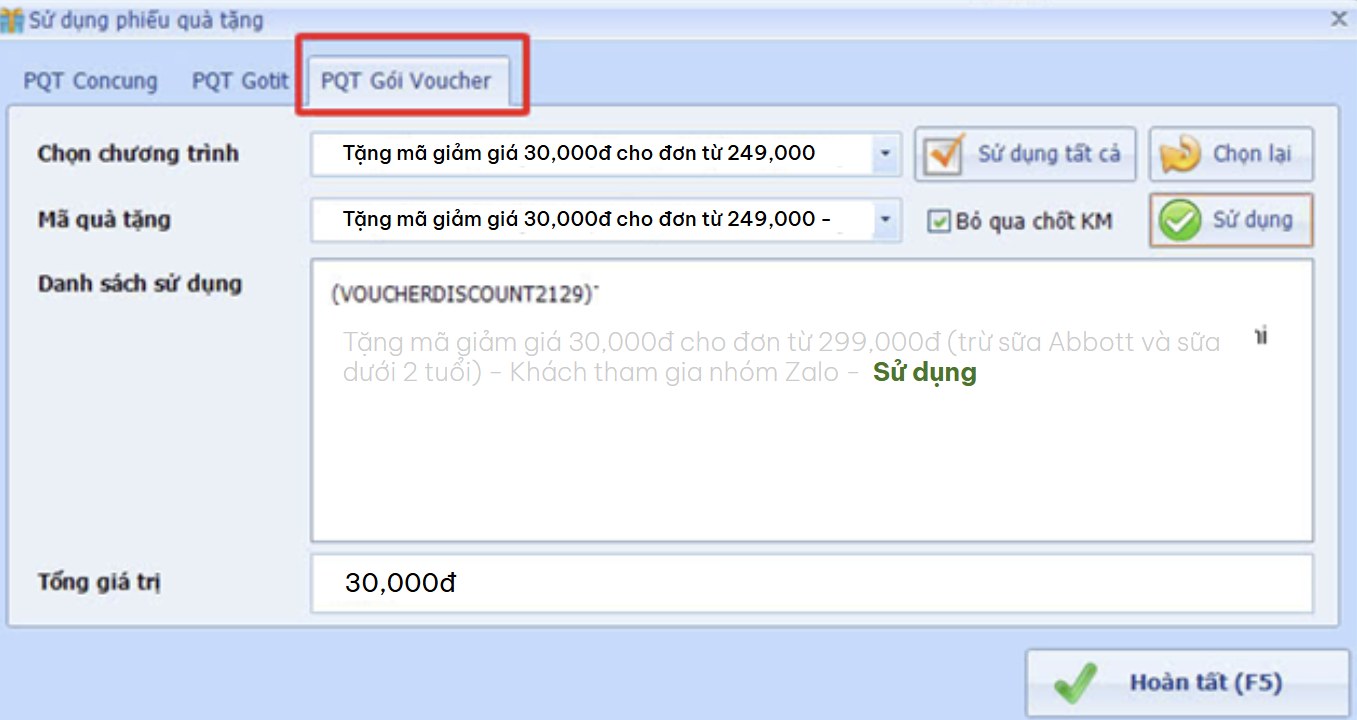 Sử dụng phiếu quà tặng
PQT Concung PQT Gotit PQT Gói Voucher
Chọn chương trình Tặng mã giảm giá 30,000đ cho đơn từ 249,000 Sử dụng tất cả Chọn lại
Mã quà tặng Tặng mã giảm giá 30,000đ cho đơn từ 249,000 - Bỏ qua chốt KM Sử dụng
Danh sách sử dụng
(VOUCHERDISCOUNT2129)
Tặng mã giảm giá 30,000đ cho đơn từ 299,000đ (trừ sữa Abbott và sữa
dưới 2 tuổi) - Khách tham gia nhóm Zalo - Sử dụng
Tổng giá trị 30,000đ
Hoàn tất (F5)